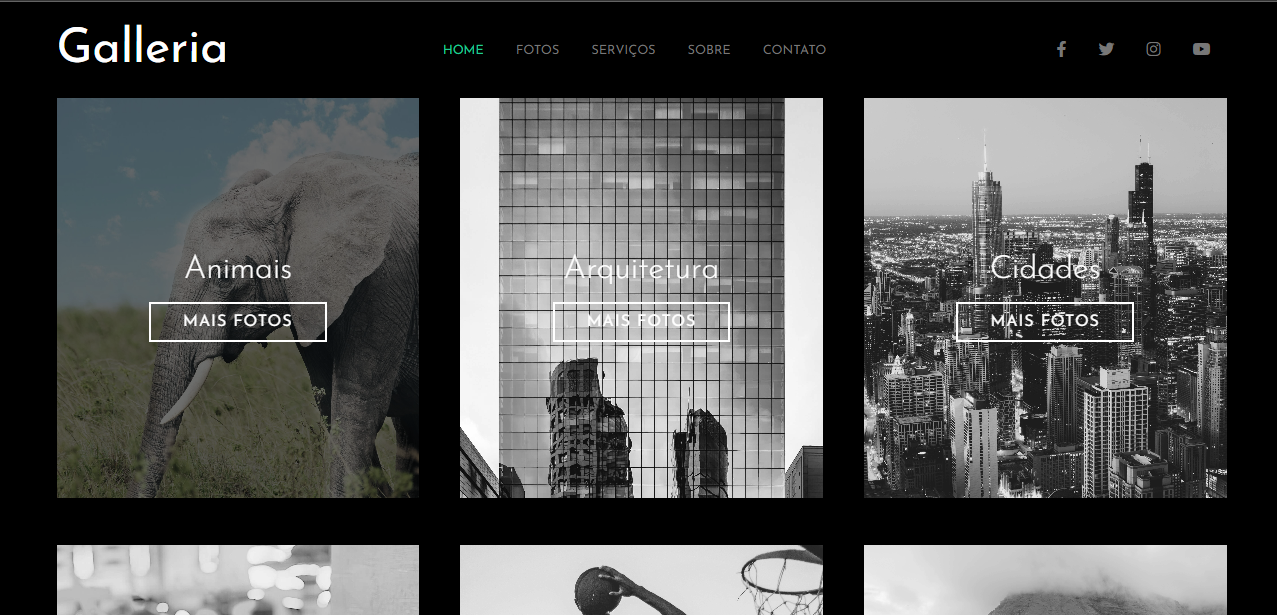 Galleria
HOME FOTOS SERVIÇOS SOBRE CONTATO
Animais
MAIS FOTOS
Arquitetura
MAIS FOTOS
Cidades
MAIS FOTOS